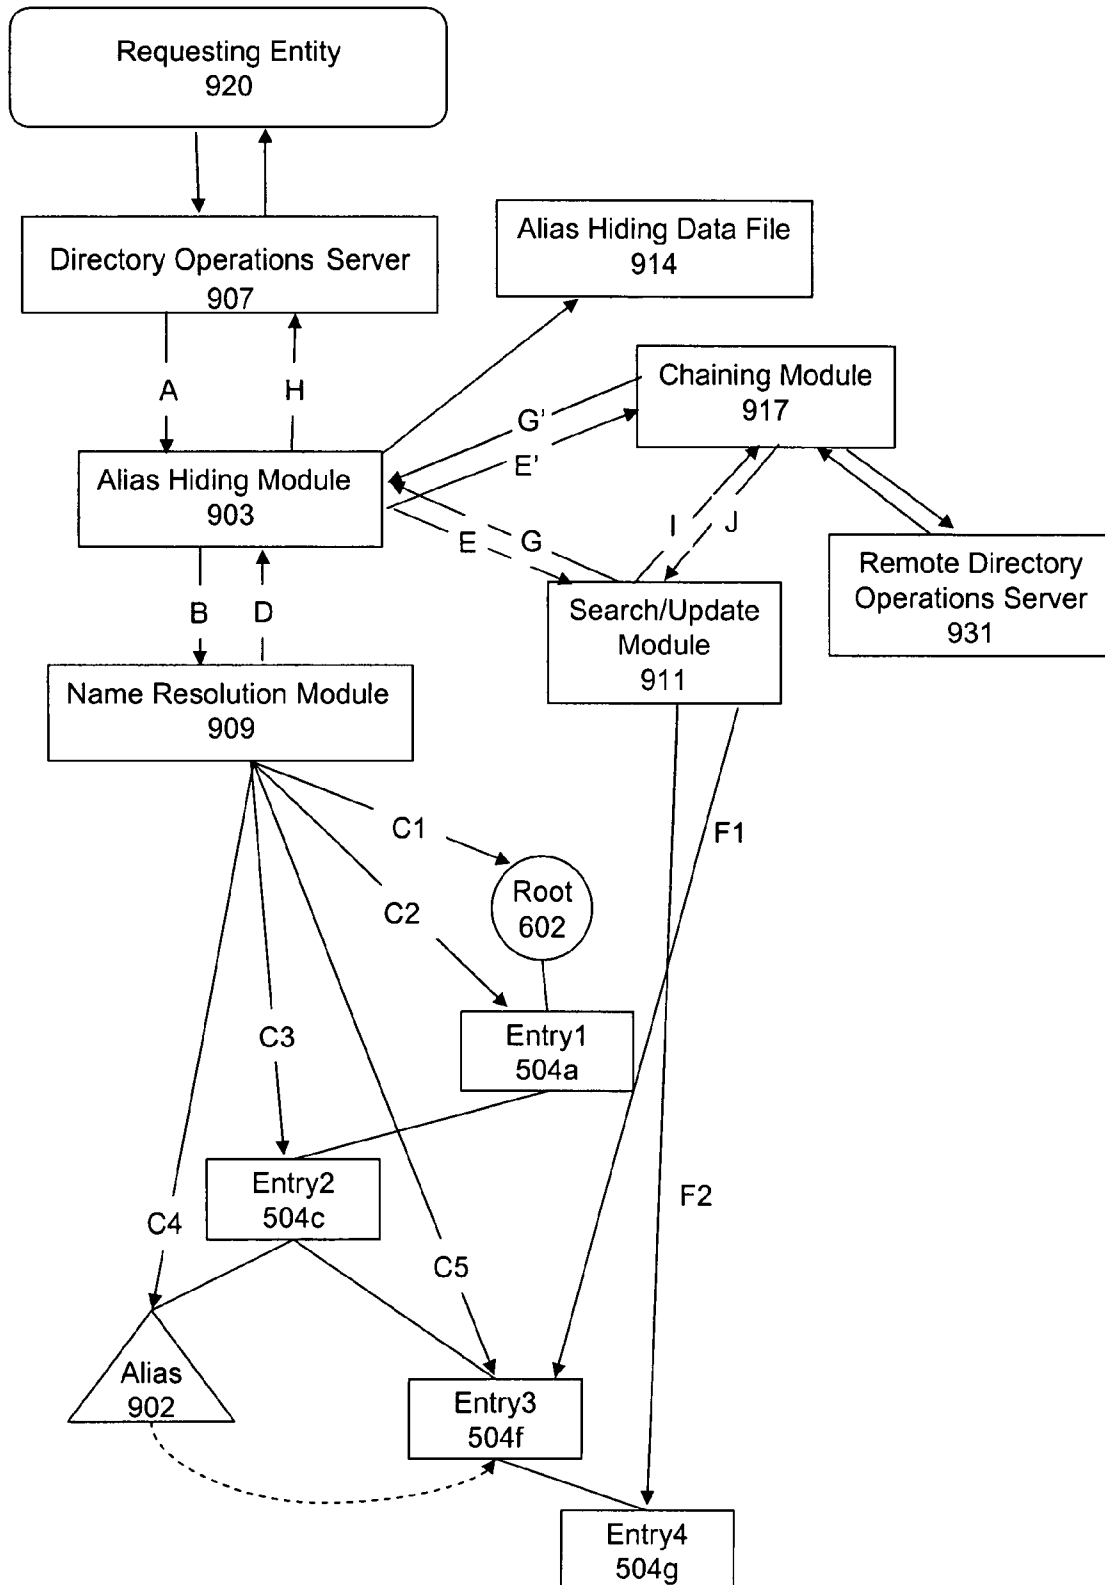 Requesting Entity
920
Directory Operations Server
907
Alias Hiding Data File
914
Chaining Module
917
A
H
G'
E'
Alias Hiding Module
903
E
G
I
J
Remote Directory
Operations Server
931
B
D
Search/Update
Module
911
Name Resolution Module
909
C1
F1
Root
602
C2
C3
Entry1
504a
Entry2
504c
F2
C4
C5
Alias
902
Entry3
504f
Entry4
504g